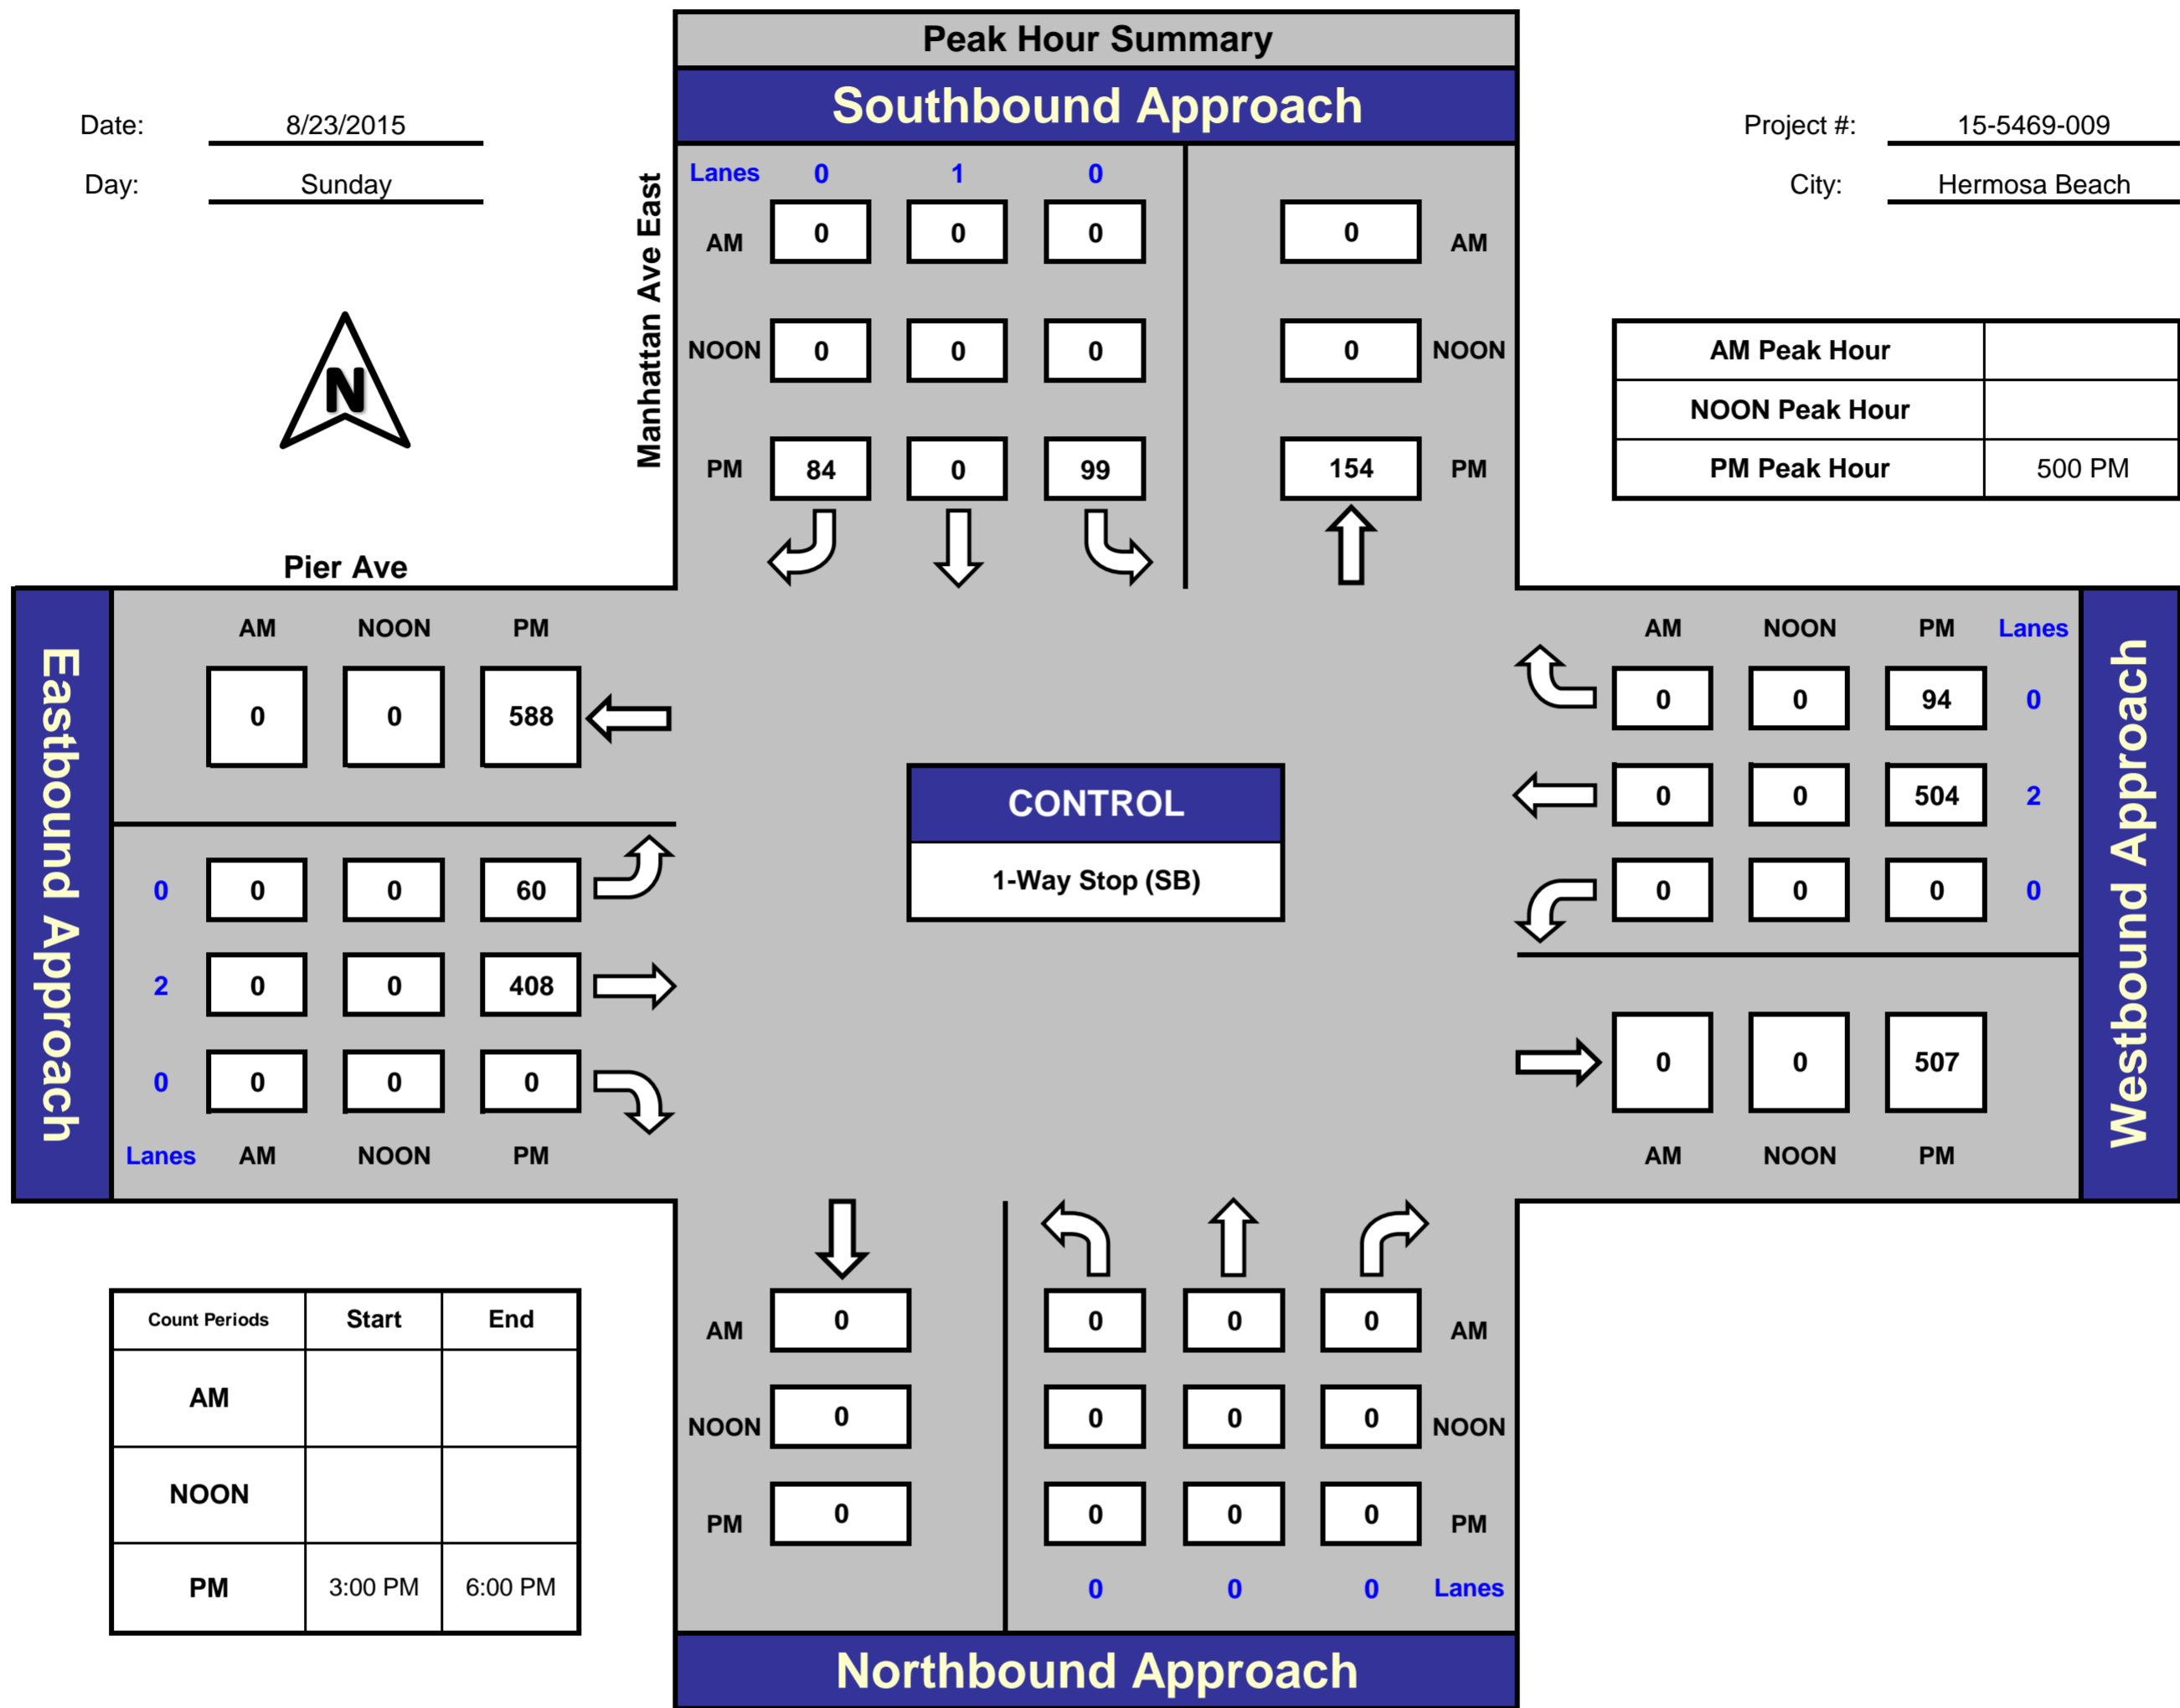 Peak Hour Summary
Southbound Approach
Date: 8/23/2015
Day: Sunday
Project #: 15-5469-009
City: Hermosa Beach
N
Manhattan Ave East
Lanes 0 1 0
AM 0 0 0 0 AM
NOON 0 0 0 0 NOON
PM 84 0 99 154 PM
AM Peak Hour
NOON Peak Hour
PM Peak Hour 500 PM
Pier Ave
Eastbound Approach
AM NOON PM
0 0 588
0 0 0 60
2 0 0 408
0 0 0 0
Lanes AM NOON PM
CONTROL
1-Way Stop (SB)
AM NOON PM Lanes
0 0 94 0
0 0 504 2
0 0 0 0
0 0 507
AM NOON PM
Westbound Approach
Count Periods Start End
AM
NOON
PM 3:00 PM 6:00 PM
AM 0 0 0 0 AM
NOON 0 0 0 0 NOON
PM 0 0 0 0 PM
0 0 0 Lanes
Northbound Approach